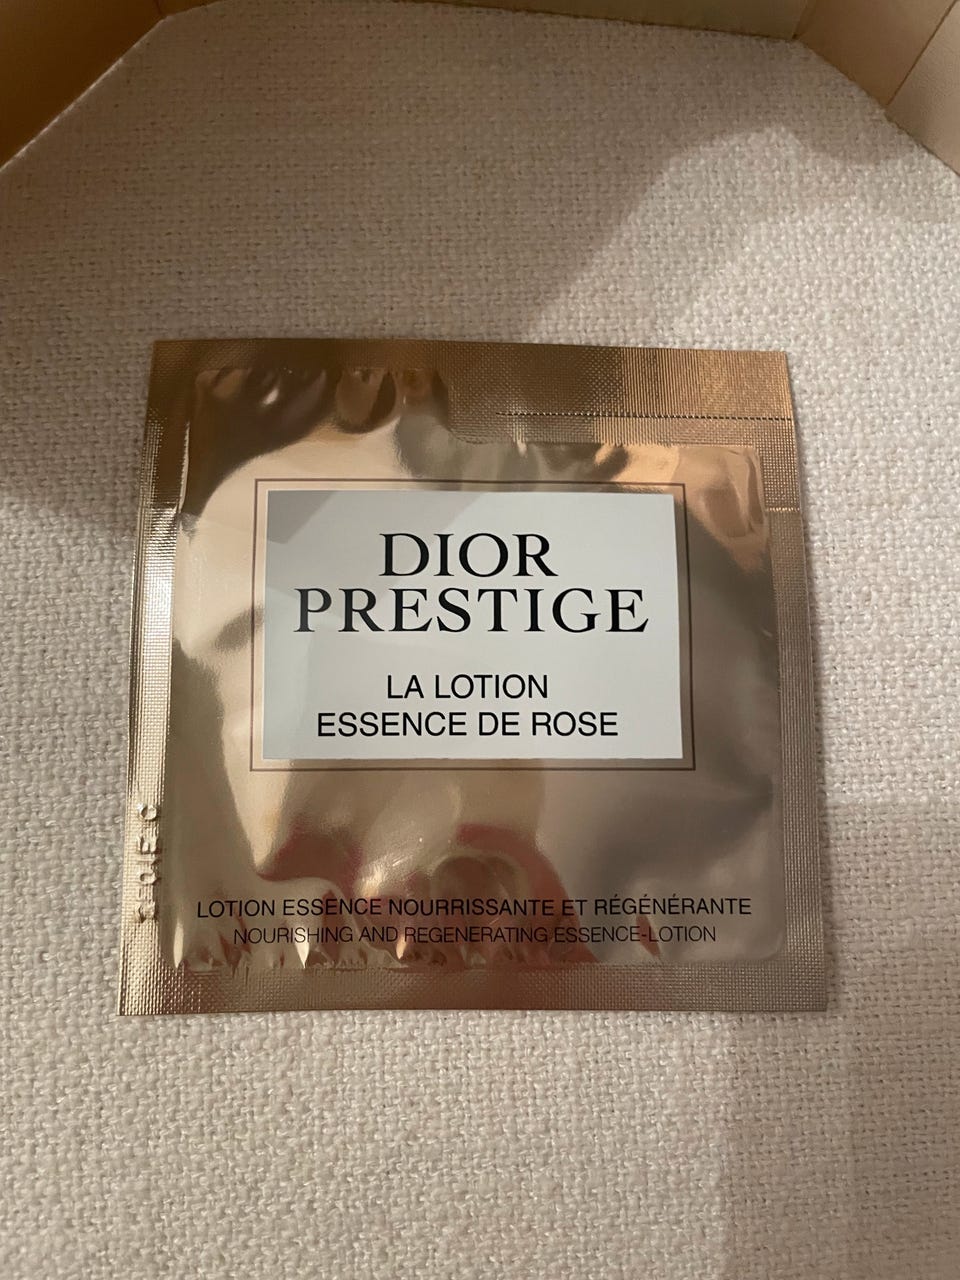 DIOR
PRESTIGE
LA LOTION
ESSENCE DE ROSE
LOTION ESSENCE NOURRISSANTE ET RÉGÉNÉRANTE
NOURISHING AND REGENERATING ESSENCE-LOTION